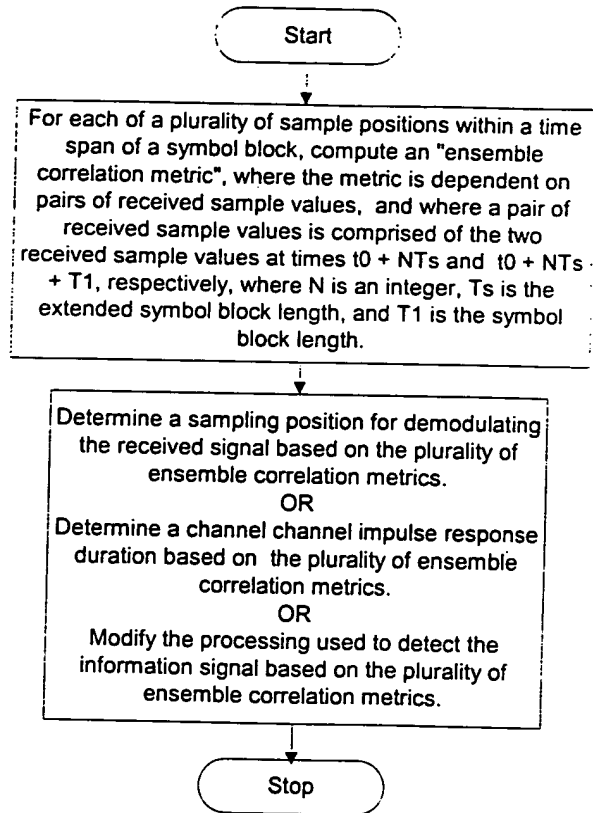 Start
For each of a plurality of sample positions within a time
span of a symbol block, compute an "ensemble
correlation metric", where the metric is dependent on
pairs of received sample values, and where a pair of
received sample values is comprised of the two
received sample values at times t0 + NTs and t0 + NTs
+ T1, respectively, where N is an integer, Ts is the
extended symbol block length, and T1 is the symbol
block length.
Determine a sampling position for demodulating
the received signal based on the plurality of
ensemble correlation metrics.
OR
Determine a channel channel impulse response
duration based on the plurality of ensemble
correlation metrics.
OR
Modify the processing used to detect the
information signal based on the plurality of
ensemble correlation metrics.
Stop